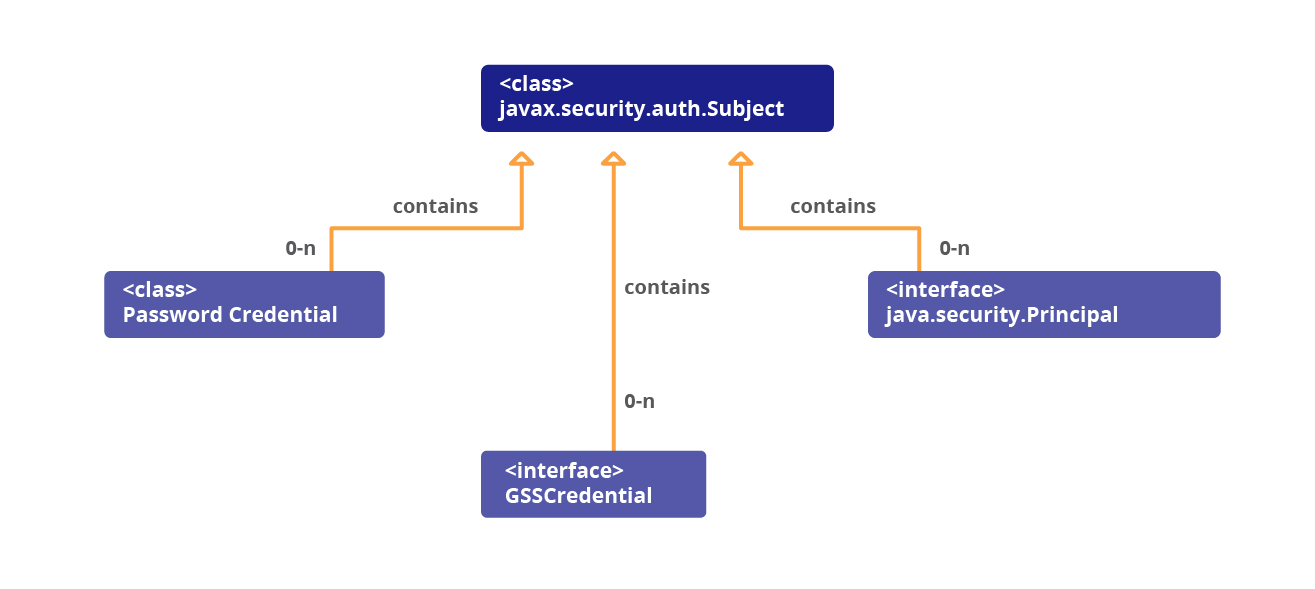 <class>
javax.security.auth.Subject
contains
contains
0-n
0-n
<class>
Password Credential
contains
<interface>
java.security.Principal
0-n
<interface>
GSSCredential